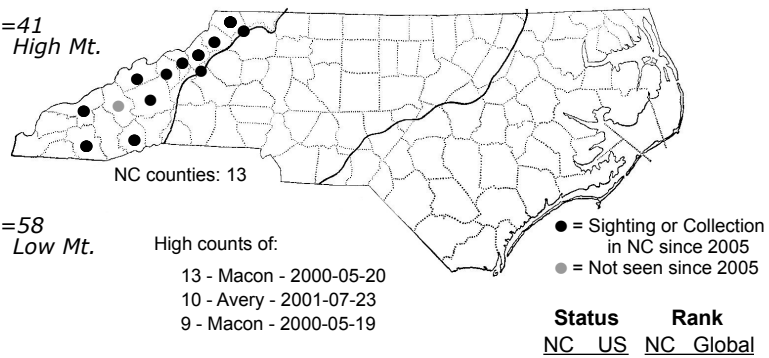 =41
High Mt.
NC counties: 13
=58
Low Mt.
High counts of:
13 - Macon - 2000-05-20
10 - Avery - 2001-07-23
9 - Macon - 2000-05-19
● = Sighting or Collection
in NC since 2005
● = Not seen since 2005
Status Rank
NC US NC Global